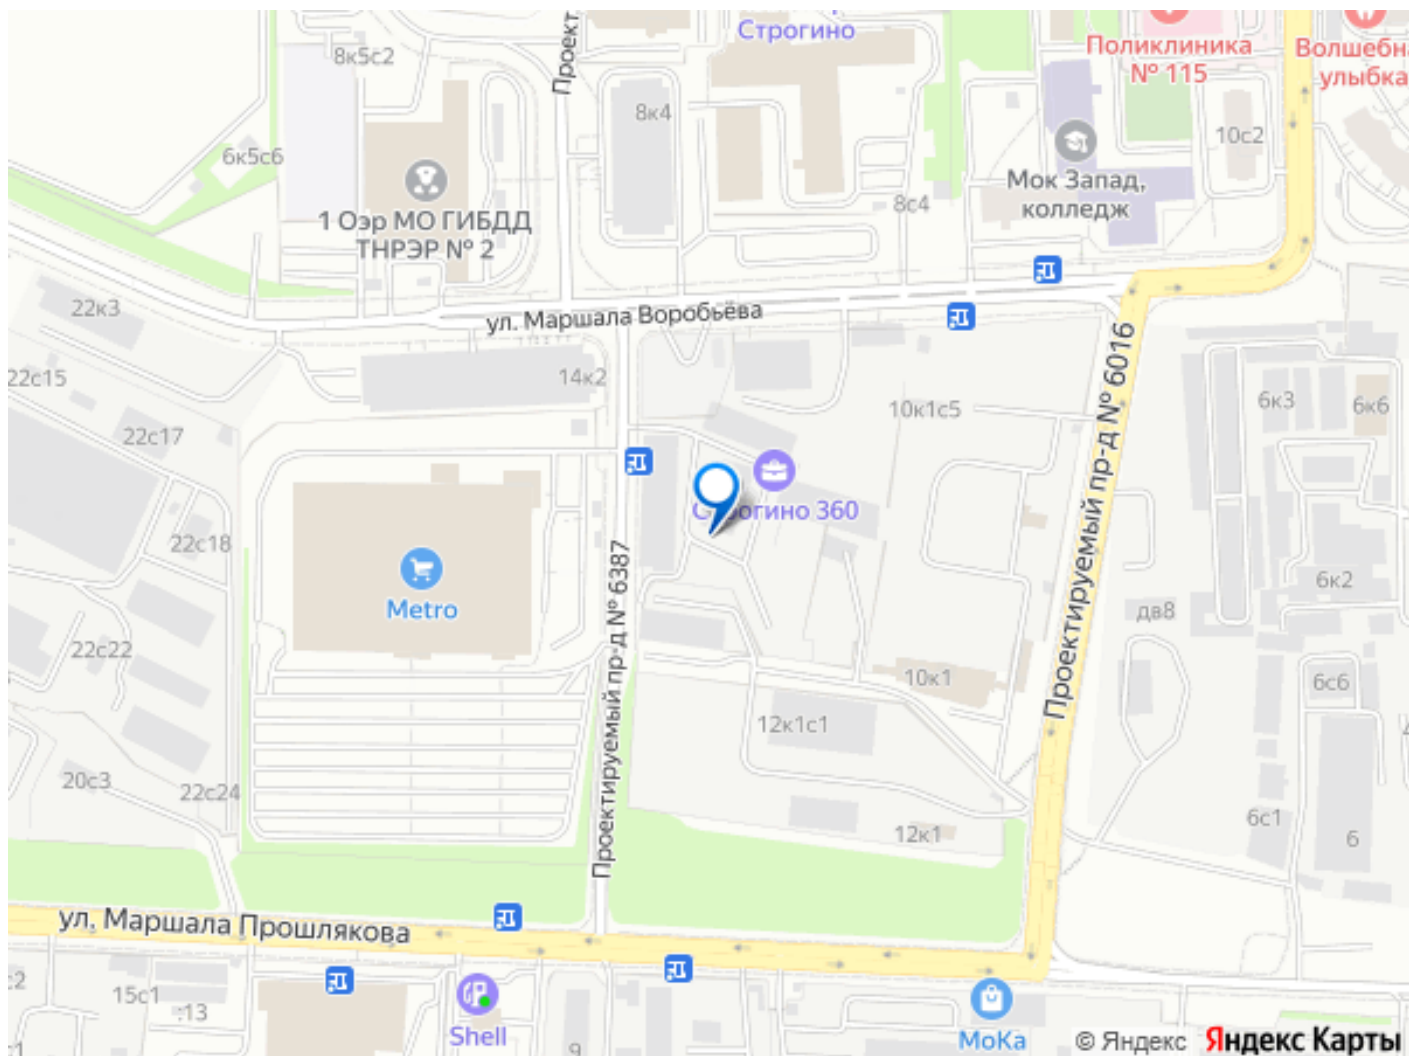 Строгино
8к5с2
Проект
Поликлиника
№ 115
Волшебна
улыбка
8к4
10с2
6к5с6
1 Оэр МО ГИБДД
ТНРЭР № 2
Мок Запад,
колледж
8с4
22к3
ул. Маршала Воробьёва
22с15
14к2
10к1с5
Проектируемый пр-д № 6016
6к3
6к6
22с17
Строгино 360
22с18
Проектируемый пр-д № 6387
Metro
6к2
дв8
22с22
10к1
6с6
12к1с1
20с3
22с24
12к1
6с1
6
ул. Маршала Прошлякова
15с1
13
Shell
9
МоКа
© Яндекс
Яндекс Карты